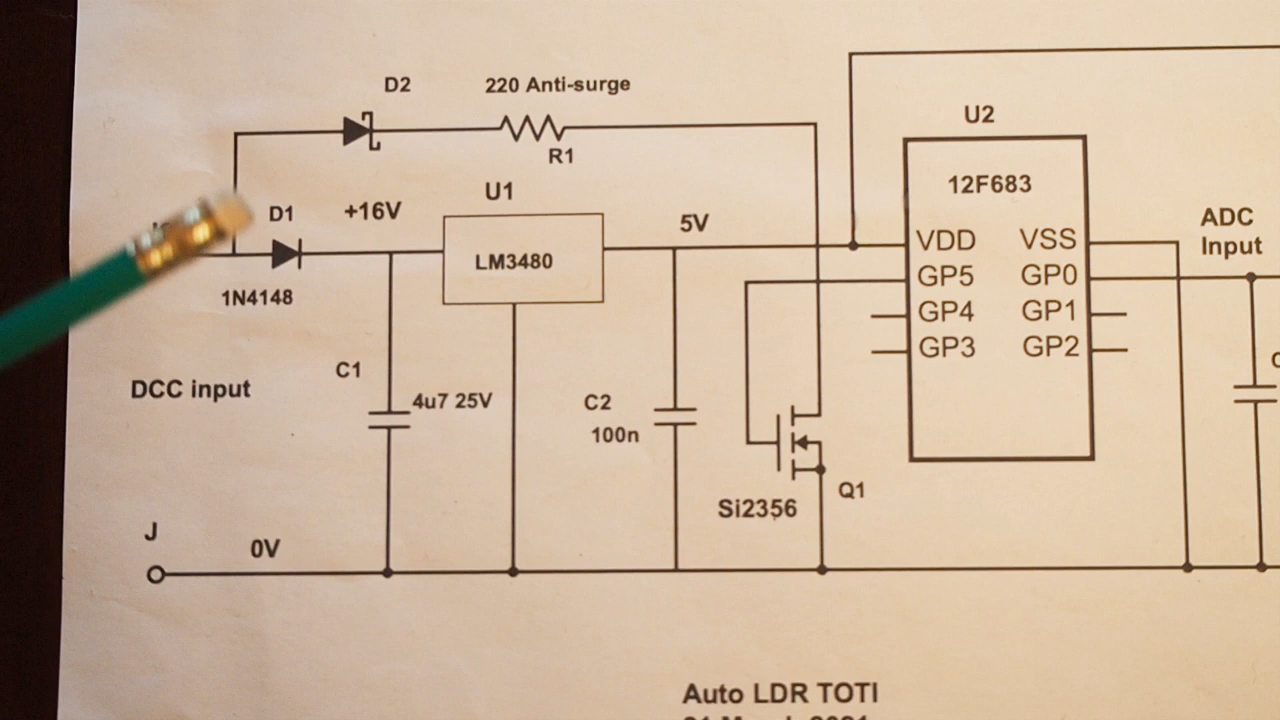 D2
220 Anti-surge
R1
U2
12F683
D1
+16V
U1
5V
LM3480
1N4148
VDD
VSS
GP5
GP0
GP4
GP1
GP3
GP2
ADC
Input
C1
4u7 25V
DCC input
C2
100n
Si2356
Q1
J
0V
Auto LDR TOTI